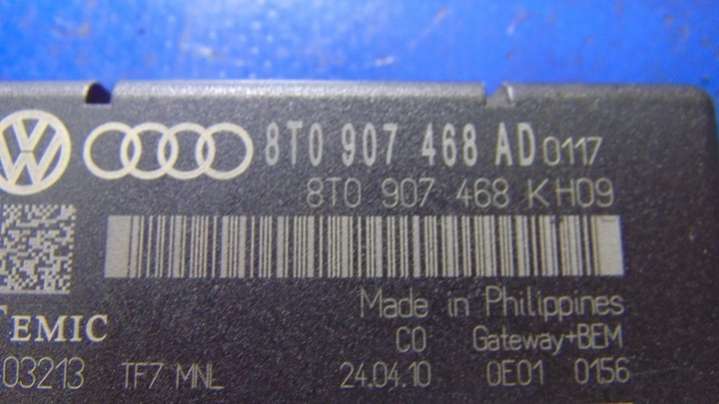 8T0 907 468 AD 0117
8T0 907 468 K H09
Made in Philippines
TEMIC C0 Gateway+BEM
03213 TF7 MNL 24.04.10 0E01 0156